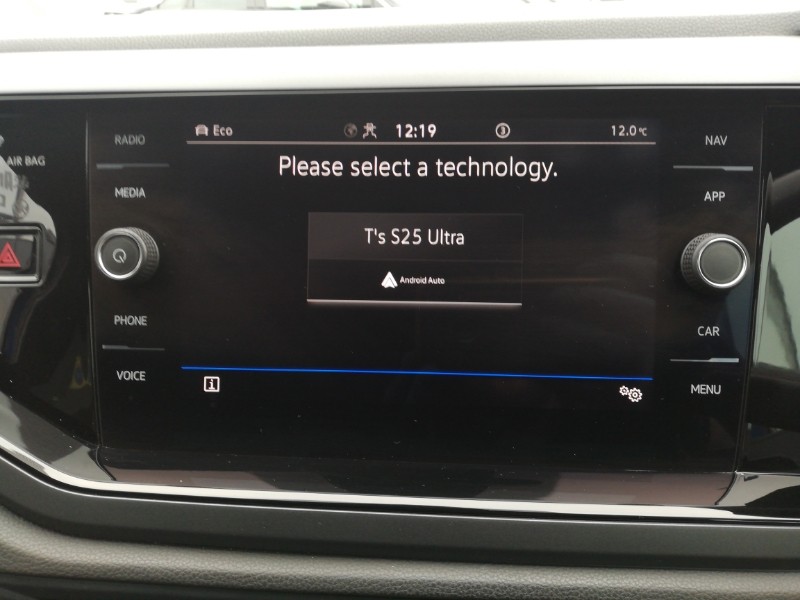 AIR BAG
RADIO
MEDIA
PHONE
VOICE
Eco
12:19
3
12.0°C
Please select a technology.
T's S25 Ultra
Android Auto
i
NAV
APP
CAR
MENU